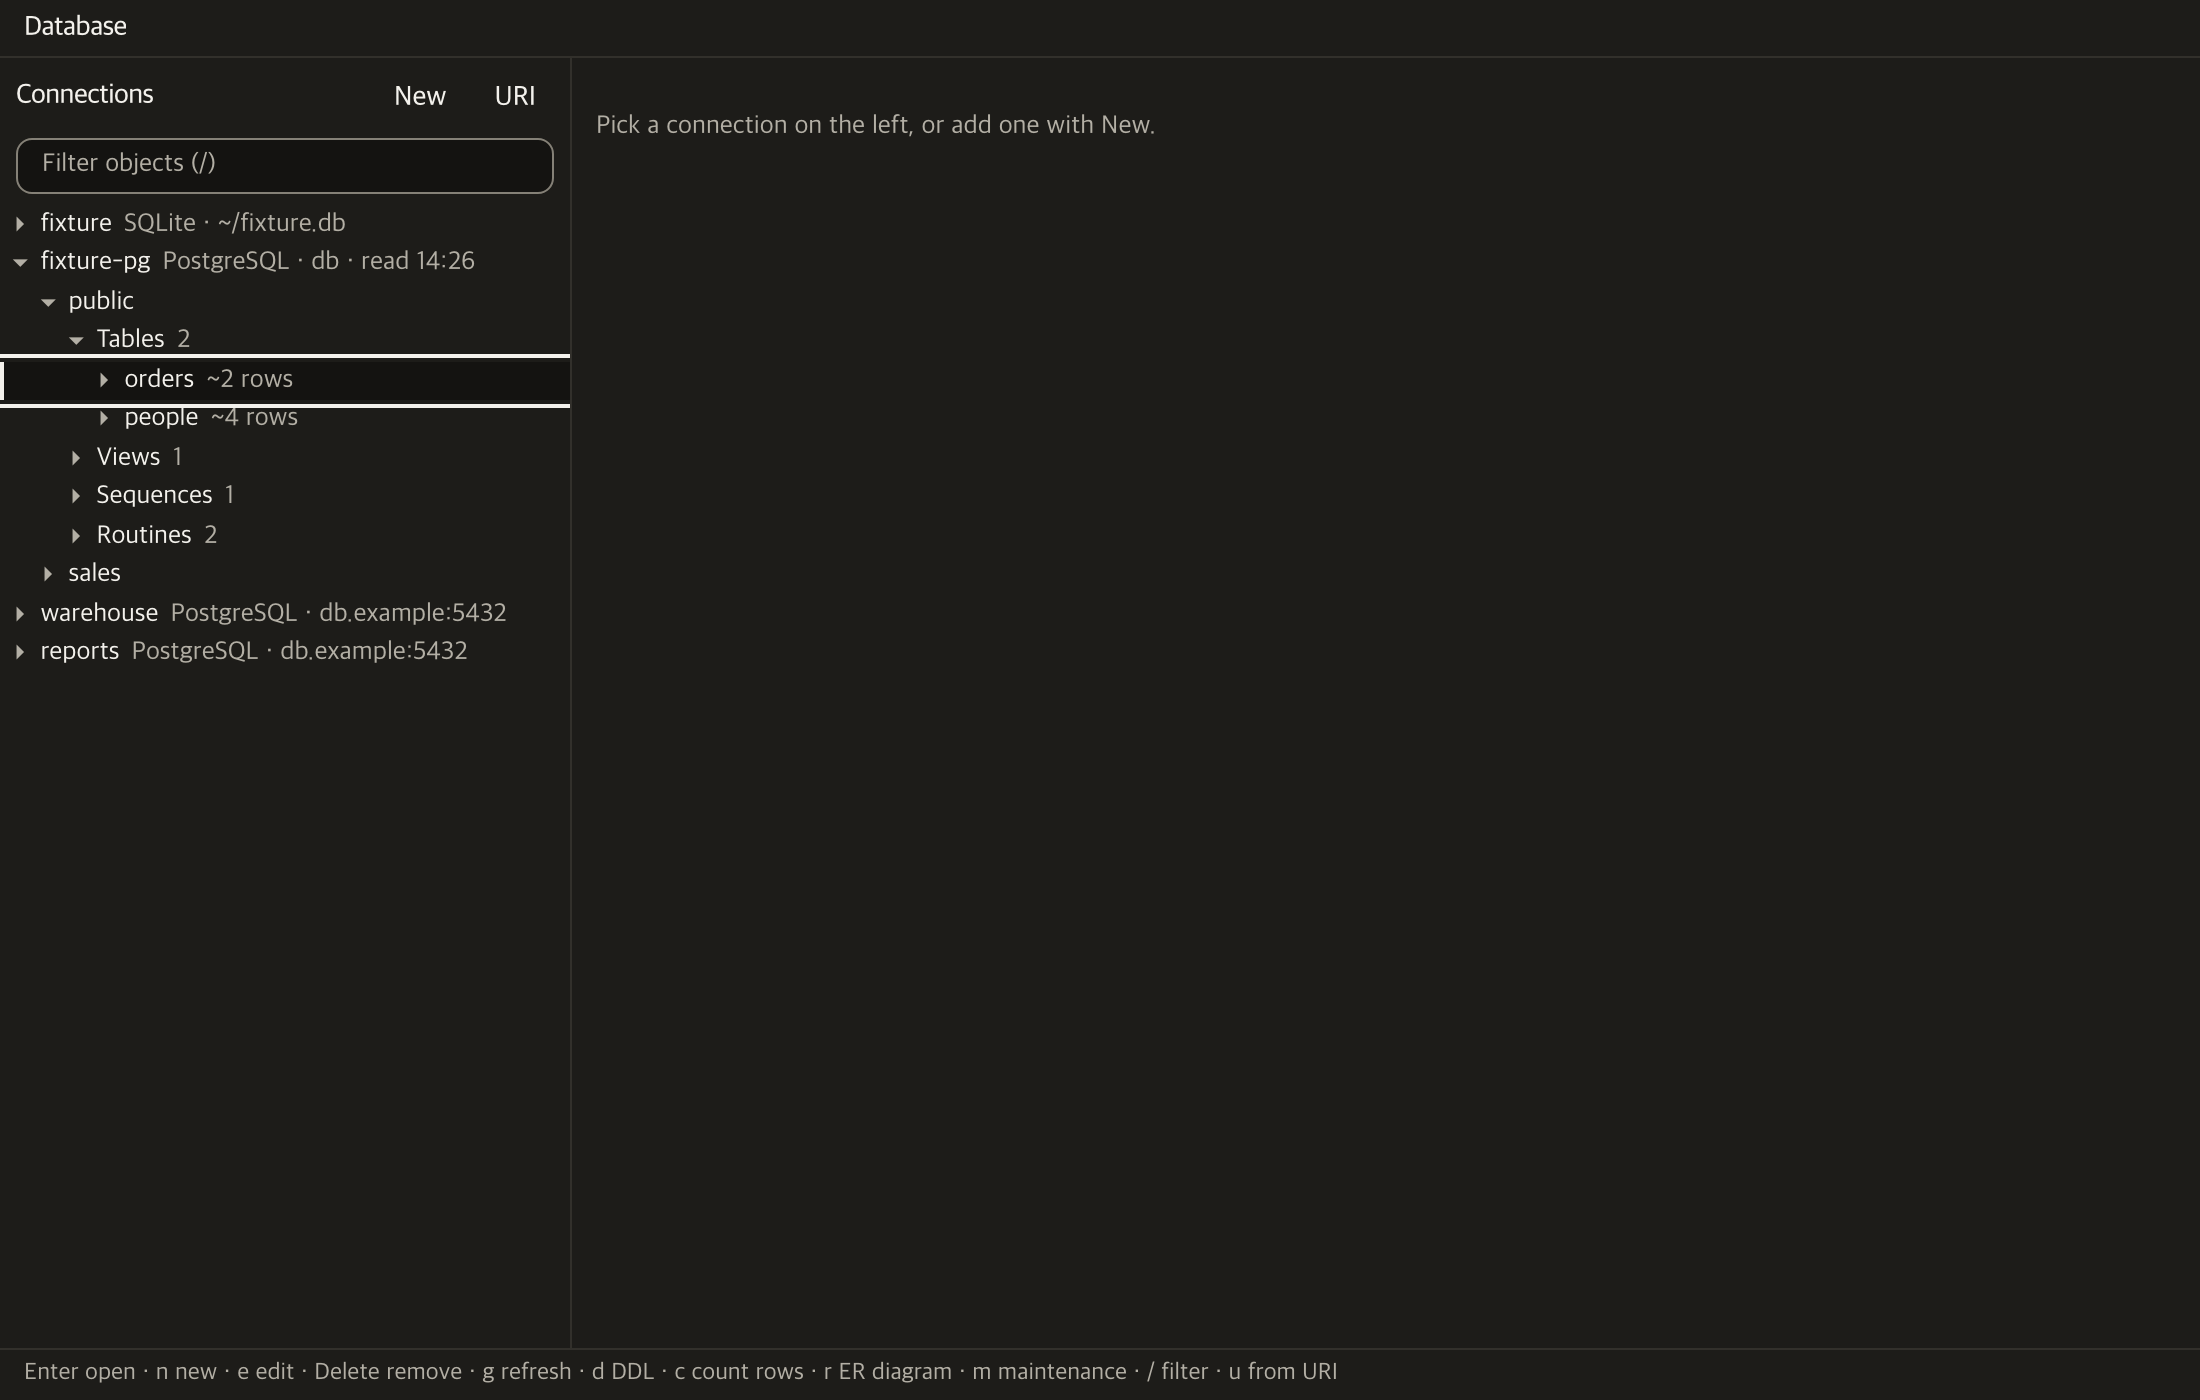 Database
Connections New URI
Filter objects (/)
fixture SQLite · ~/fixture.db
fixture-pg PostgreSQL · db · read 14:26
public
Tables 2
orders ~2 rows
people ~4 rows
Views 1
Sequences 1
Routines 2
sales
warehouse PostgreSQL · db.example:5432
reports PostgreSQL · db.example:5432
Pick a connection on the left, or add one with New.
Enter open · n new · e edit · Delete remove · g refresh · d DDL · c count rows · r ER diagram · m maintenance · / filter · u from URI